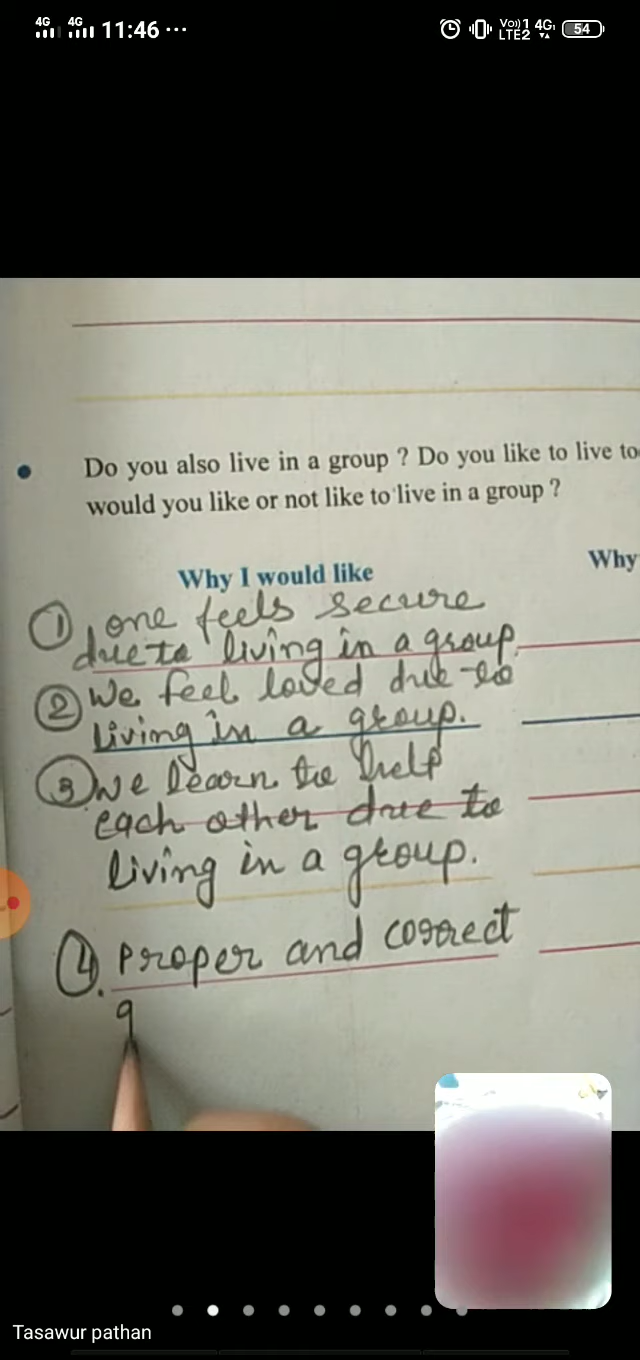 4G 4G 11:46 ... Vo)) 1 4G
LTE2 54
Do you also live in a group ? Do you like to live to
would you like or not like to live in a group ?
Why I would like Why
① one feels secure
due to living in a group.
② We feel loved due to
living in a group.
③ we learn to help
each other due to
living in a group.
④. proper and correct
g
Tasawur pathan